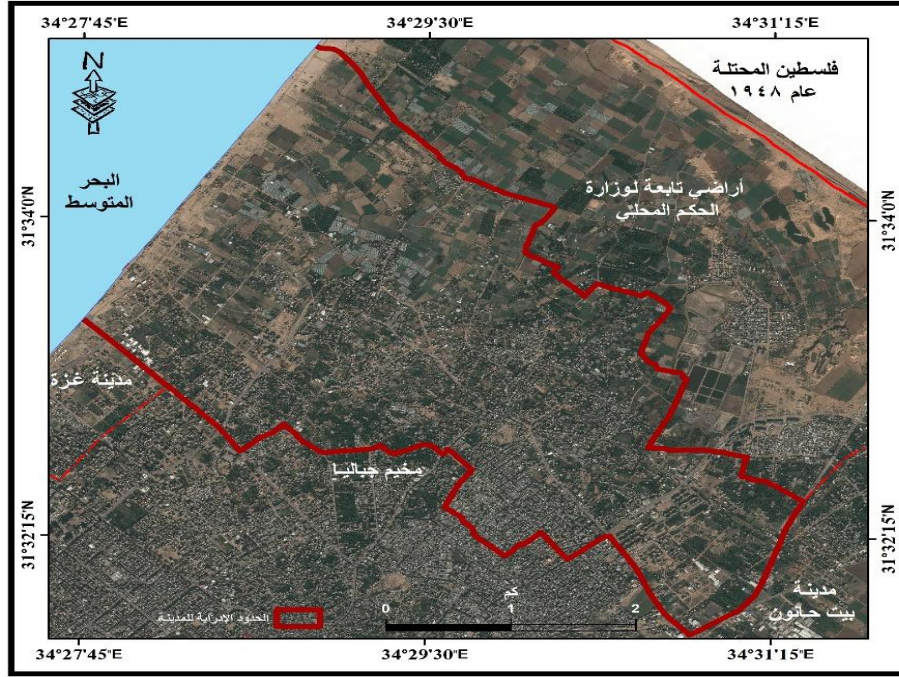 34°27'45"E 34°29'30"E 34°31'15"E
N
فلسطين المحتلة
عام ١٩٤٨
البحر
المتوسط
أراضي تابعة لوزارة
الحكم المحلي
31°34'0"N 31°34'0"N
مدينة غزة
مخيم جباليا
31°32'15"N 31°32'15"N
مدينة
بيت حانون
كم
0 1 2
الحدود الادراية للمدينة
34°27'45"E 34°29'30"E 34°31'15"E